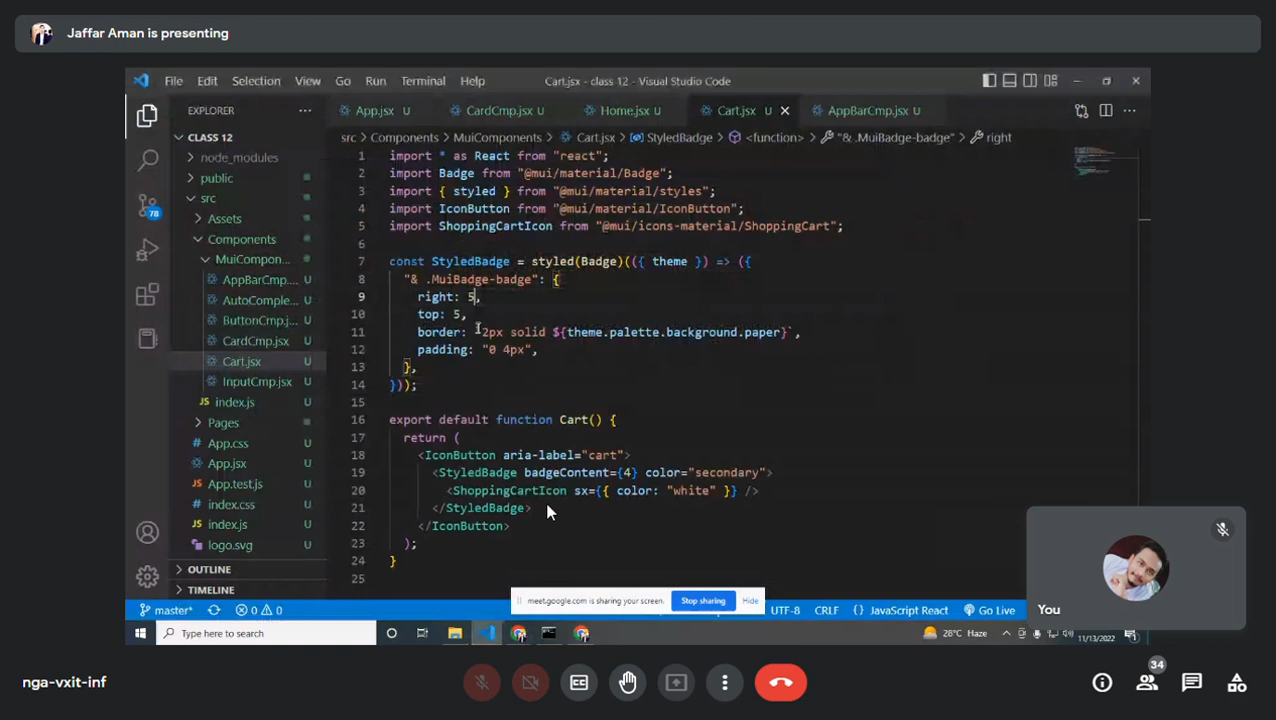 Jaffar Aman is presenting
File Edit Selection View Go Run Terminal Help Cart.jsx - class 12 - Visual Studio Code
EXPLORER
App.jsx U CardCmp.jsx U Home.jsx U Cart.jsx U AppBarCmp.jsx U
CLASS 12
node_modules
public
src
Assets
Components
MuiCompon...
AppBarCmp.... U
AutoComple... U
ButtonCmp.j... U
CardCmp.jsx U
Cart.jsx U
InputCmp.jsx U
index.js U
Pages
App.css U
App.jsx U
App.test.js U
index.css U
index.js U
logo.svg U
OUTLINE
TIMELINE
78
src > Components > MuiComponents > Cart.jsx > StyledBadge > <function> > "& .MuiBadge-badge" > right
1 import * as React from "react";
2 import Badge from "@mui/material/Badge";
3 import { styled } from "@mui/material/styles";
4 import IconButton from "@mui/material/IconButton";
5 import ShoppingCartIcon from "@mui/icons-material/ShoppingCart";
6
7 const StyledBadge = styled(Badge)(({ theme }) => ({
8 "& .MuiBadge-badge": {
9 right: 5,
10 top: 5,
11 border: `2px solid ${theme.palette.background.paper}`,
12 padding: "0 4px",
13 },
14 }));
15
16 export default function Cart() {
17 return (
18 <IconButton aria-label="cart">
19 <StyledBadge badgeContent={4} color="secondary">
20 <ShoppingCartIcon sx={{ color: "white" }} />
21 </StyledBadge>
22 </IconButton>
23 );
24 }
25
meet.google.com is sharing your screen. Stop sharing Hide
master* 0 0 UTF-8 CRLF {} JavaScript React Go Live
Type here to search
28°C Haze
11/13/2022
1
You
nga-vxit-inf
34